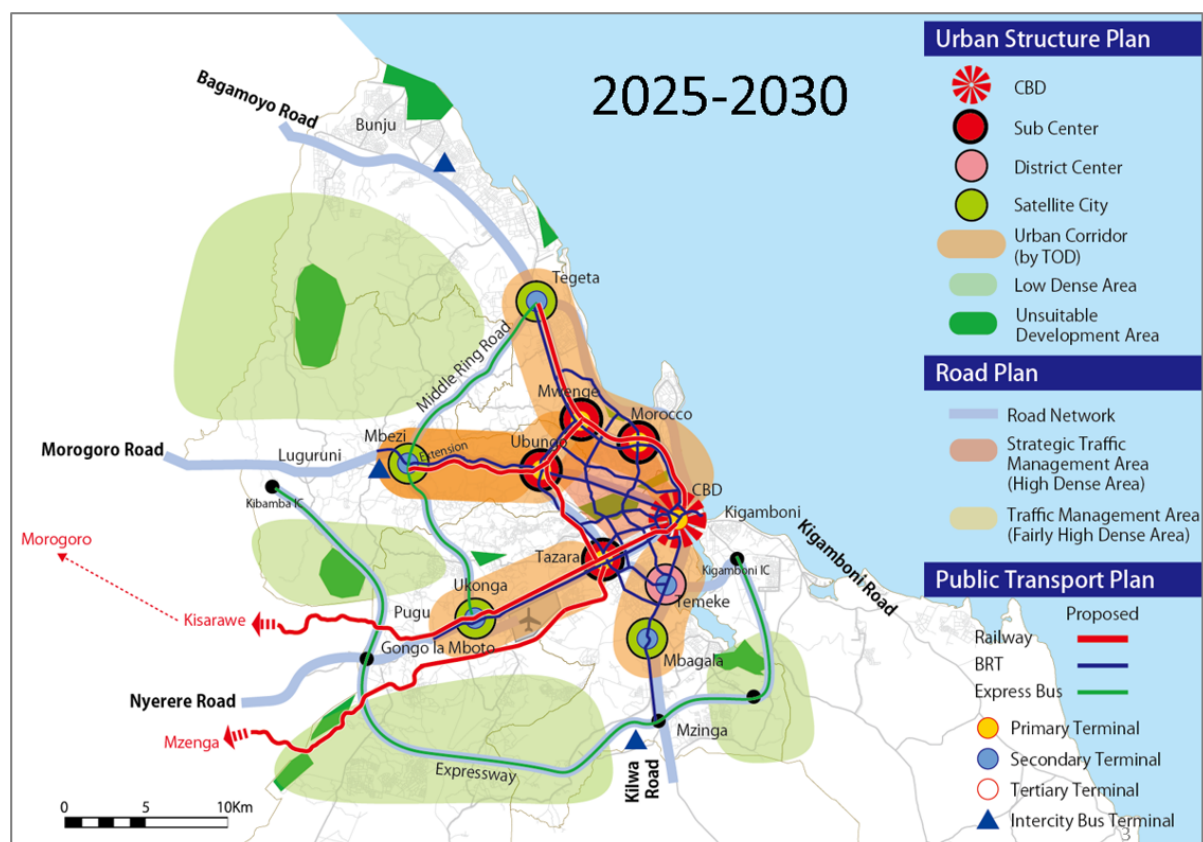 2025-2030
Bagamoyo Road
Bunju
Tegeta
Middle Ring Road
Mwenge
Morocco
Morogoro Road
Luguruni
Mbezi
Extension
Ubungo
CBD
Kigamboni
Kigamboni Road
Kibamba IC
Kigamboni IC
Morogoro
Tazara
Ukonga
Temeke
Kisarawe
Pugu
Gongo la Mboto
Mbagala
Nyerere Road
Mzenga
Mzinga
Expressway
Kilwa
Road
0 5 10Km
Urban Structure Plan
CBD
Sub Center
District Center
Satellite City
Urban Corridor
(by TOD)
Low Dense Area
Unsuitable
Development Area
Road Plan
Road Network
Strategic Traffic
Management Area
(High Dense Area)
Traffic Management Area
(Fairly High Dense Area)
Public Transport Plan
Proposed
Railway
BRT
Express Bus
Primary Terminal
Secondary Terminal
Tertiary Terminal
Intercity Bus Terminal
3